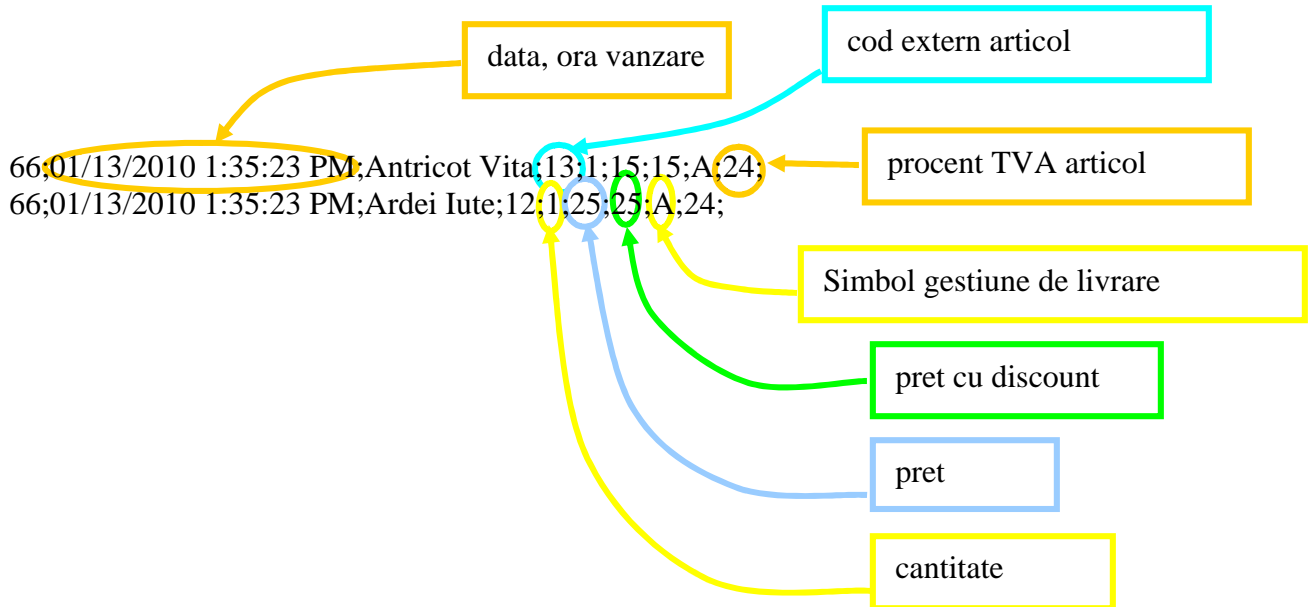 cod extern articol
data, ora vanzare
66;01/13/2010 1:35:23 PM;Antricot Vita;13;1;15;15;A;24;
procent TVA articol
66;01/13/2010 1:35:23 PM;Ardei Iute;12;1;25;25;A;24;
Simbol gestiune de livrare
pret cu discount
pret
cantitate